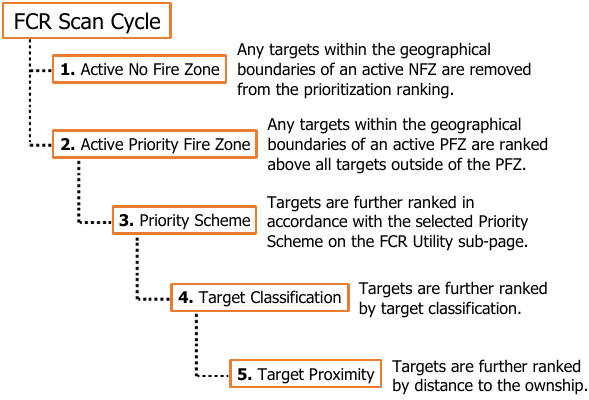 FCR Scan Cycle
1. Active No Fire Zone
Any targets within the geographical
boundaries of an active NFZ are removed
from the prioritization ranking.
2. Active Priority Fire Zone
Any targets within the geographical
boundaries of an active PFZ are ranked
above all targets outside of the PFZ.
3. Priority Scheme
Targets are further ranked in
accordance with the selected Priority
Scheme on the FCR Utility sub-page.
4. Target Classification
Targets are further ranked
by target classification.
5. Target Proximity
Targets are further ranked
by distance to the ownship.